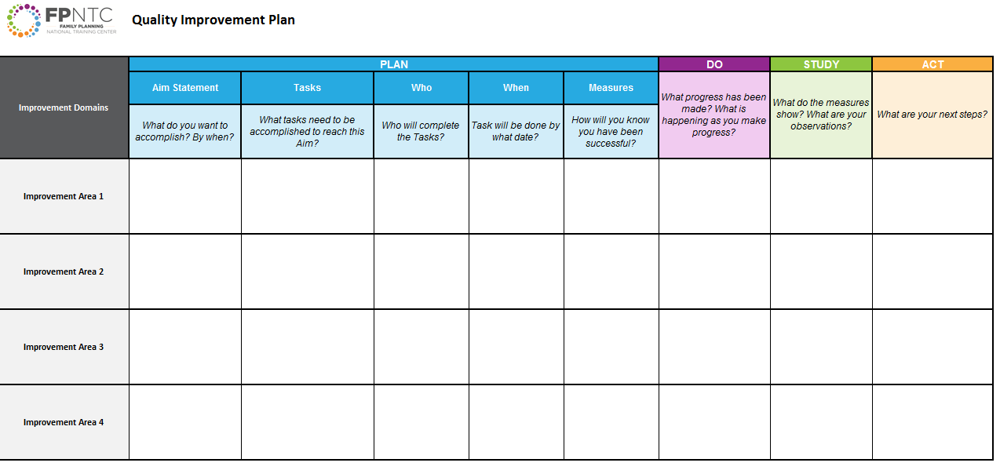 FPNTC
FAMILY PLANNING
NATIONAL TRAINING CENTER
Quality Improvement Plan
Improvement Domains
PLAN
DO
STUDY
ACT
Aim Statement
Tasks
Who
When
Measures
What do you want to
accomplish? By when?
What tasks need to be
accomplished to reach this
Aim?
Who will complete
the Tasks?
Task will be done by
what date?
How will you know
you have been
successful?
What progress has been
made? What is
happening as you make
progress?
What do the measures
show? What are your
observations?
What are your next steps?
Improvement Area 1
Improvement Area 2
Improvement Area 3
Improvement Area 4